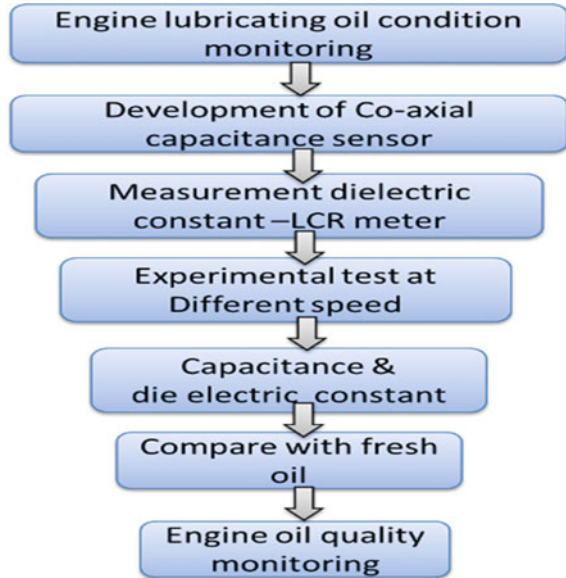 Engine lubricating oil condition
monitoring
Development of Co-axial
capacitance sensor
Measurement dielectric
constant –LCR meter
Experimental test at
Different speed
Capacitance &
die electric constant
Compare with fresh
oil
Engine oil quality
monitoring